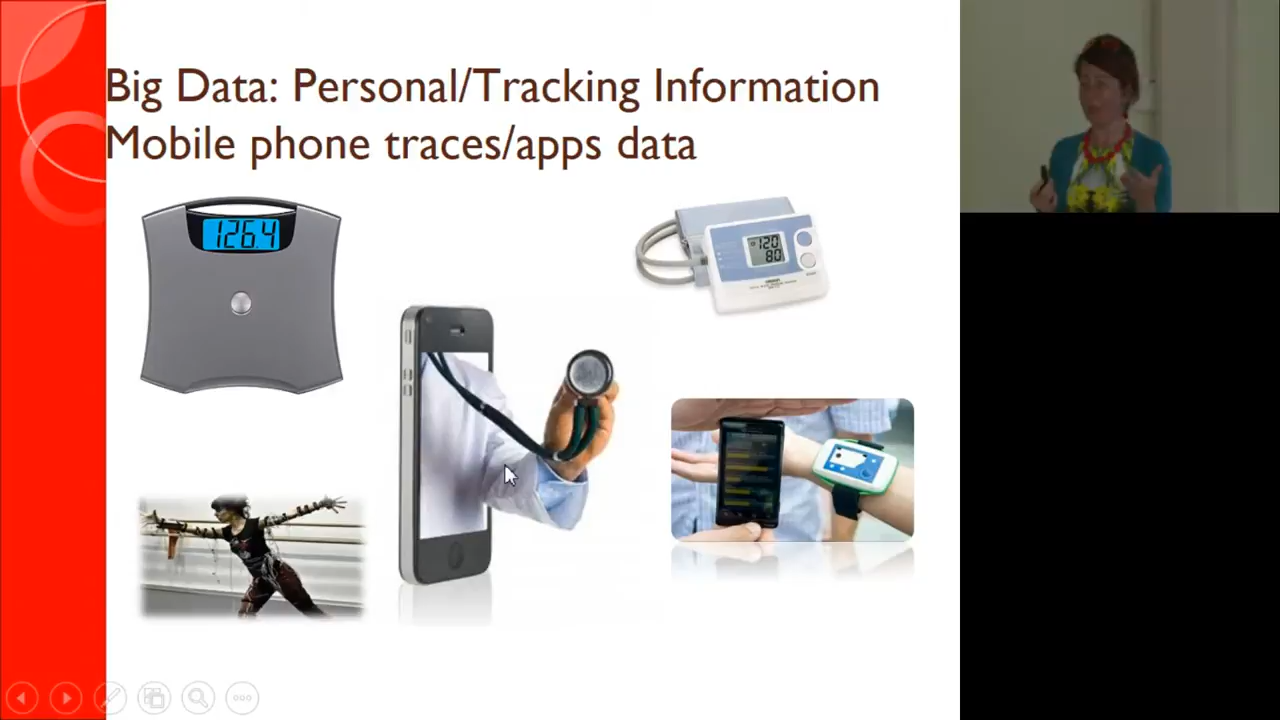 Big Data: Personal/Tracking Information
Mobile phone traces/apps data
126.4
120
80